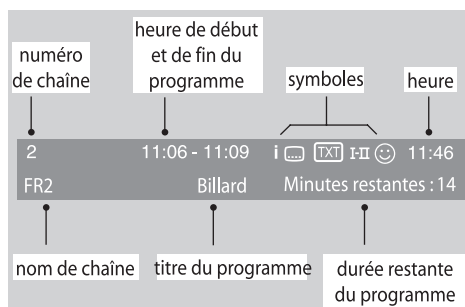 numéro
de chaîne
heure de début
et de fin du
programme
symboles
heure
2 11:06 - 11:09 i TXT I-II 11:46
FR2 Billard Minutes restantes : 14
nom de chaîne
titre du programme
durée restante
du programme